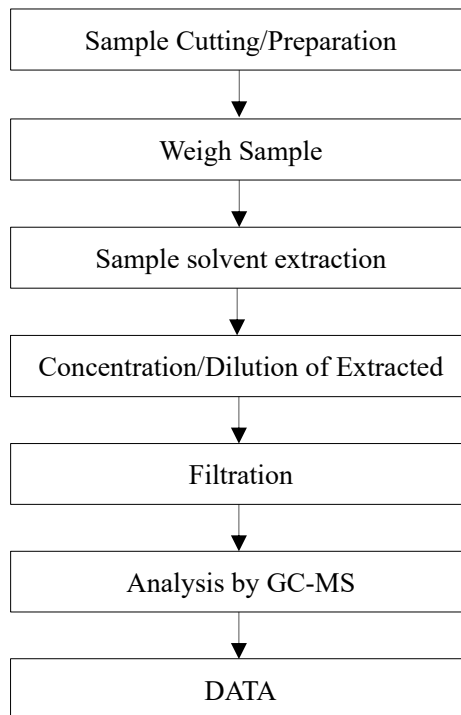 Sample Cutting/Preparation
Weigh Sample
Sample solvent extraction
Concentration/Dilution of Extracted
Filtration
Analysis by GC-MS
DATA